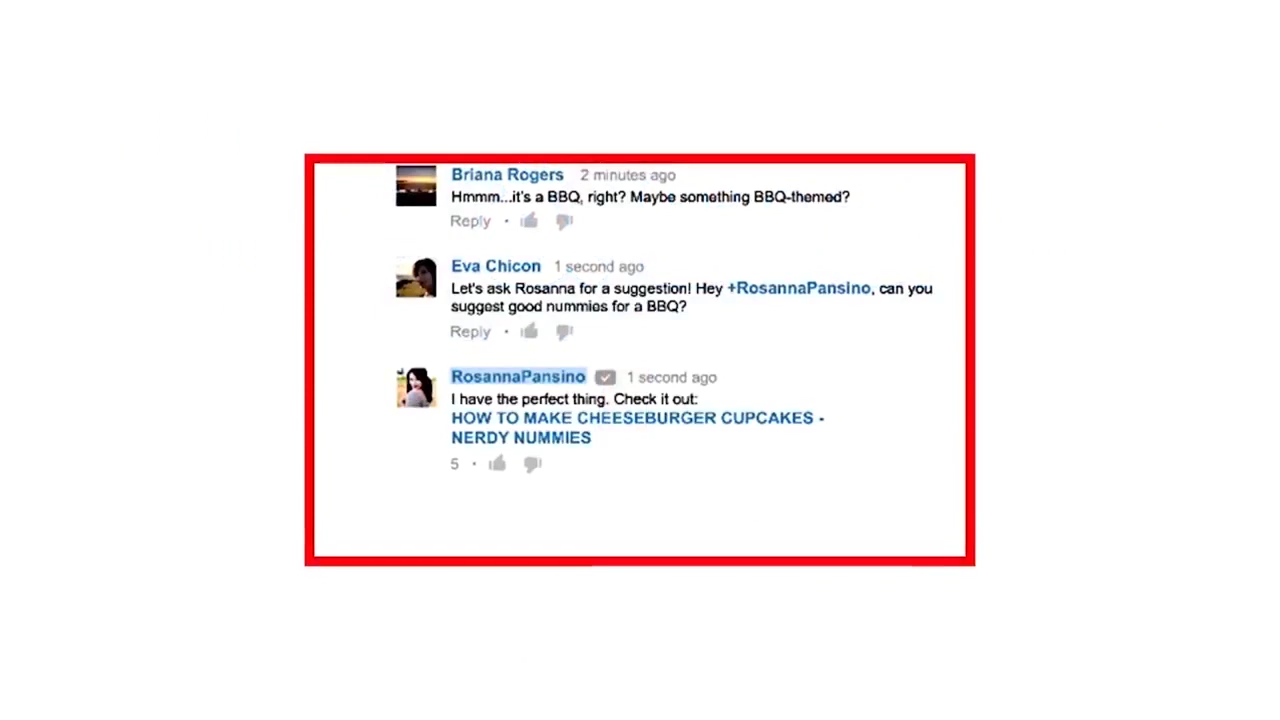 Briana Rogers 2 minutes ago
Hmmm...it's a BBQ, right? Maybe something BBQ-themed?
Reply •
Eva Chicon 1 second ago
Let's ask Rosanna for a suggestion! Hey +RosannaPansino, can you
suggest good nummies for a BBQ?
Reply •
RosannaPansino 1 second ago
I have the perfect thing. Check it out:
HOW TO MAKE CHEESEBURGER CUPCAKES -
NERDY NUMMIES
5 •